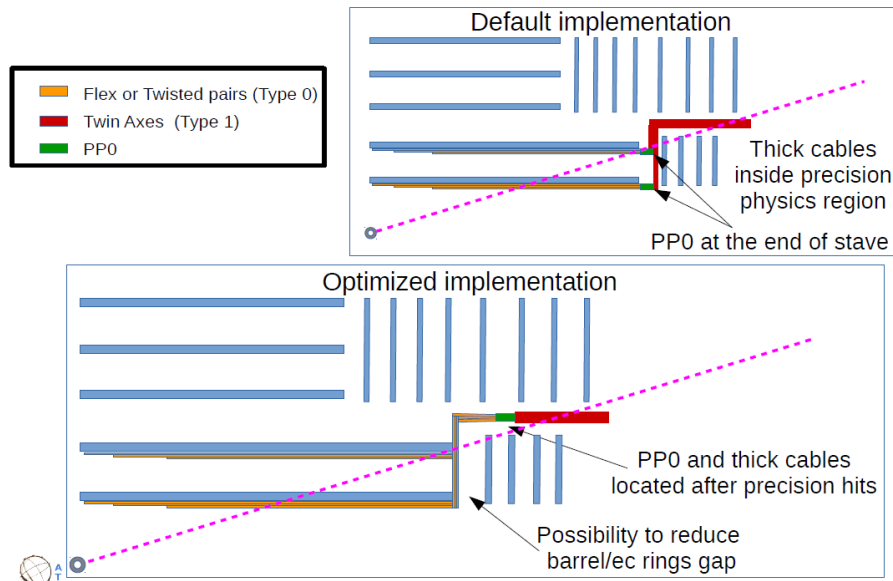 Default implementation
Flex or Twisted pairs (Type 0)
Twin Axes (Type 1)
PP0
Thick cables
inside precision
physics region
PP0 at the end of stave
Optimized implementation
PP0 and thick cables
located after precision hits
Possibility to reduce
barrel/ec rings gap
A
T